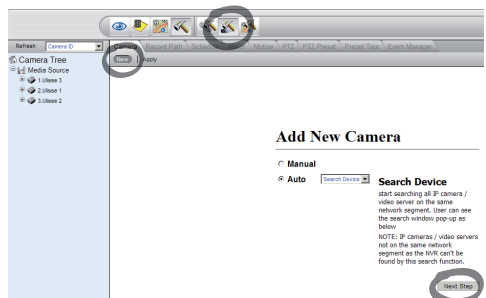 Refresh Camera ID
Camera Record Path Schedule Motion PTZ PTZ Preset Preset Tour Event Manager
New Apply
Camera Tree
Media Source
1.Ulisse 3
2.Ulisse 1
3.Ulisse 2
Add New Camera
Manual
Auto Search Device
Search Device
start searching all IP camera /
video server on the same
network segment. User can see
the search window pop-up as
below
NOTE: IP cameras / video servers
not on the same network
segment as the NVR can't be
found by this search function.
Next Step